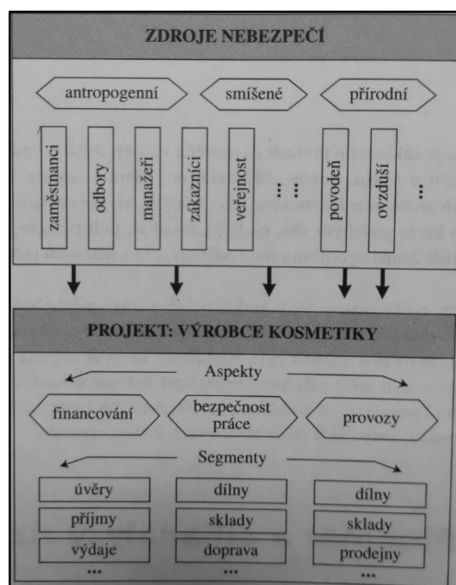 ZDROJE NEBEZPEČÍ
antropogenní smíšené přírodní
zaměstnanci
odbory
manažeři
zákazníci
veřejnost
...
...
povodeň
ovzduší
...
PROJEKT: VÝROBCE KOSMETIKY
Aspekty
financování bezpečnost práce provozy
Segmenty
úvěry dílny dílny
příjmy sklady sklady
výdaje doprava prodejny
... ... ...